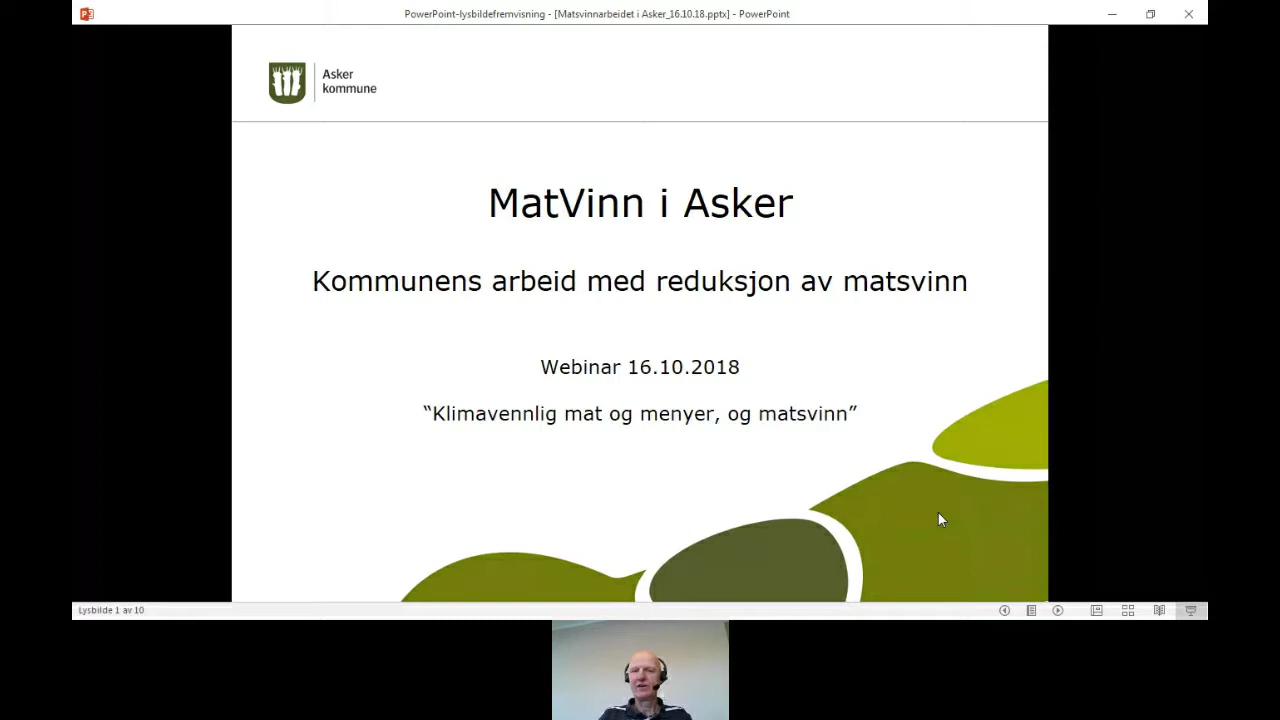 PowerPoint-lysbildefremvisning - [Matsvinnarbeidet i Asker_16.10.18.pptx] - PowerPoint
Asker
kommune
MatVinn i Asker
Kommunens arbeid med reduksjon av matsvinn
Webinar 16.10.2018
“Klimavennlig mat og menyer, og matsvinn”
Lysbilde 1 av 10